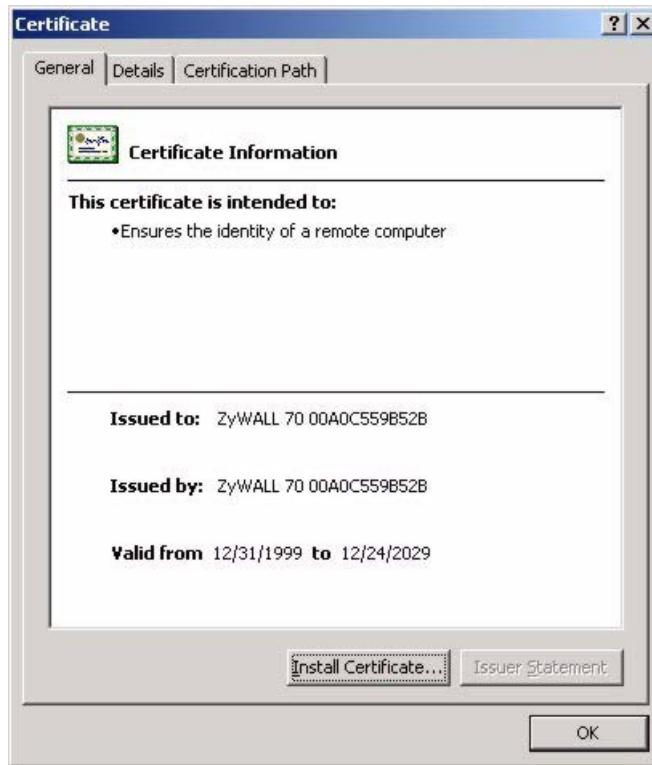 Certificate
General Details Certification Path
Certificate Information
This certificate is intended to:
•Ensures the identity of a remote computer
Issued to: ZyWALL 70 00A0C559B52B
Issued by: ZyWALL 70 00A0C559B52B
Valid from 12/31/1999 to 12/24/2029
Install Certificate... Issuer Statement
OK